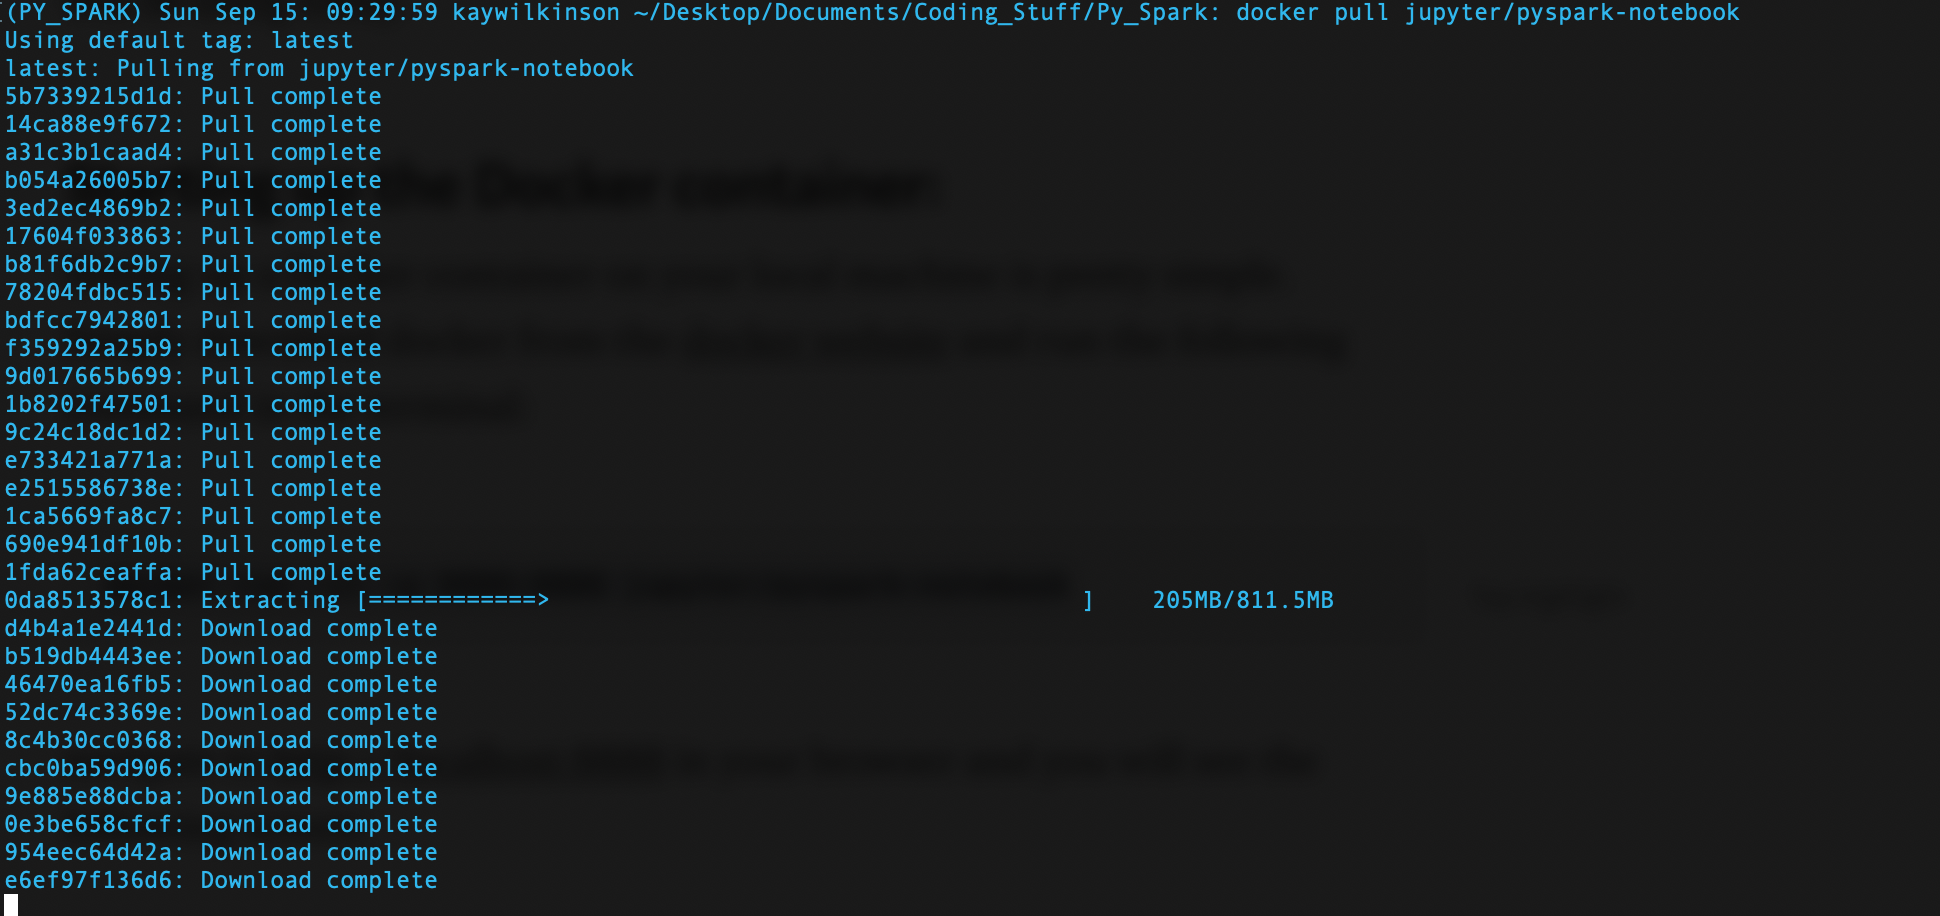 (PY_SPARK) Sun Sep 15: 09:29:59 kaywilkinson ~/Desktop/Documents/Coding_Stuff/Py_Spark: docker pull jupyter/pyspark-notebook
Using default tag: latest
latest: Pulling from jupyter/pyspark-notebook
5b7339215d1d: Pull complete
14ca88e9f672: Pull complete
a31c3b1caad4: Pull complete
b054a26005b7: Pull complete
3ed2ec4869b2: Pull complete
17604f033863: Pull complete
b81f6db2c9b7: Pull complete
78204fdbc515: Pull complete
bdfcc7942801: Pull complete
f359292a25b9: Pull complete
9d017665b699: Pull complete
1b8202f47501: Pull complete
9c24c18dc1d2: Pull complete
e733421a771a: Pull complete
e2515586738e: Pull complete
1ca5669fa8c7: Pull complete
690e941df10b: Pull complete
1fda62ceaffa: Pull complete
0da8513578c1: Extracting [============>                                      ]    205MB/811.5MB
d4b4a1e2441d: Download complete
b519db4443ee: Download complete
46470ea16fb5: Download complete
52dc74c3369e: Download complete
8c4b30cc0368: Download complete
cbc0ba59d906: Download complete
9e885e88dcba: Download complete
0e3be658cfcf: Download complete
954eec64d42a: Download complete
e6ef97f136d6: Download complete